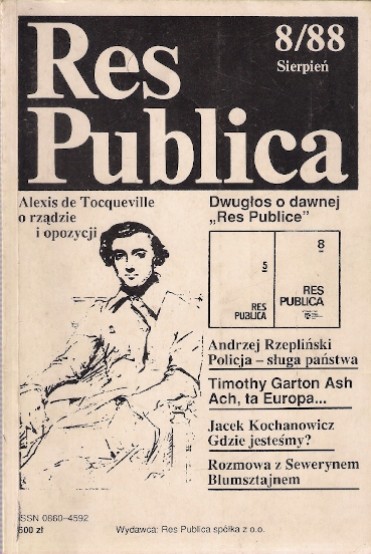 Res
Publica
8/88
Sierpień
Alexis de Tocqueville
o rządzie
i opozycji
Dwugłos o dawnej
„Res Publice”
5
RES
PUBLICA
8
RES
PUBLICA
Andrzej Rzepliński
Policja – sługa państwa
Timothy Garton Ash
Ach, ta Europa...
Jacek Kochanowicz
Gdzie jesteśmy?
Rozmowa z Sewerynem
Blumsztajnem
ISSN 0860-4592
600 zł
Wydawca: Res Publica spółka z o.o.